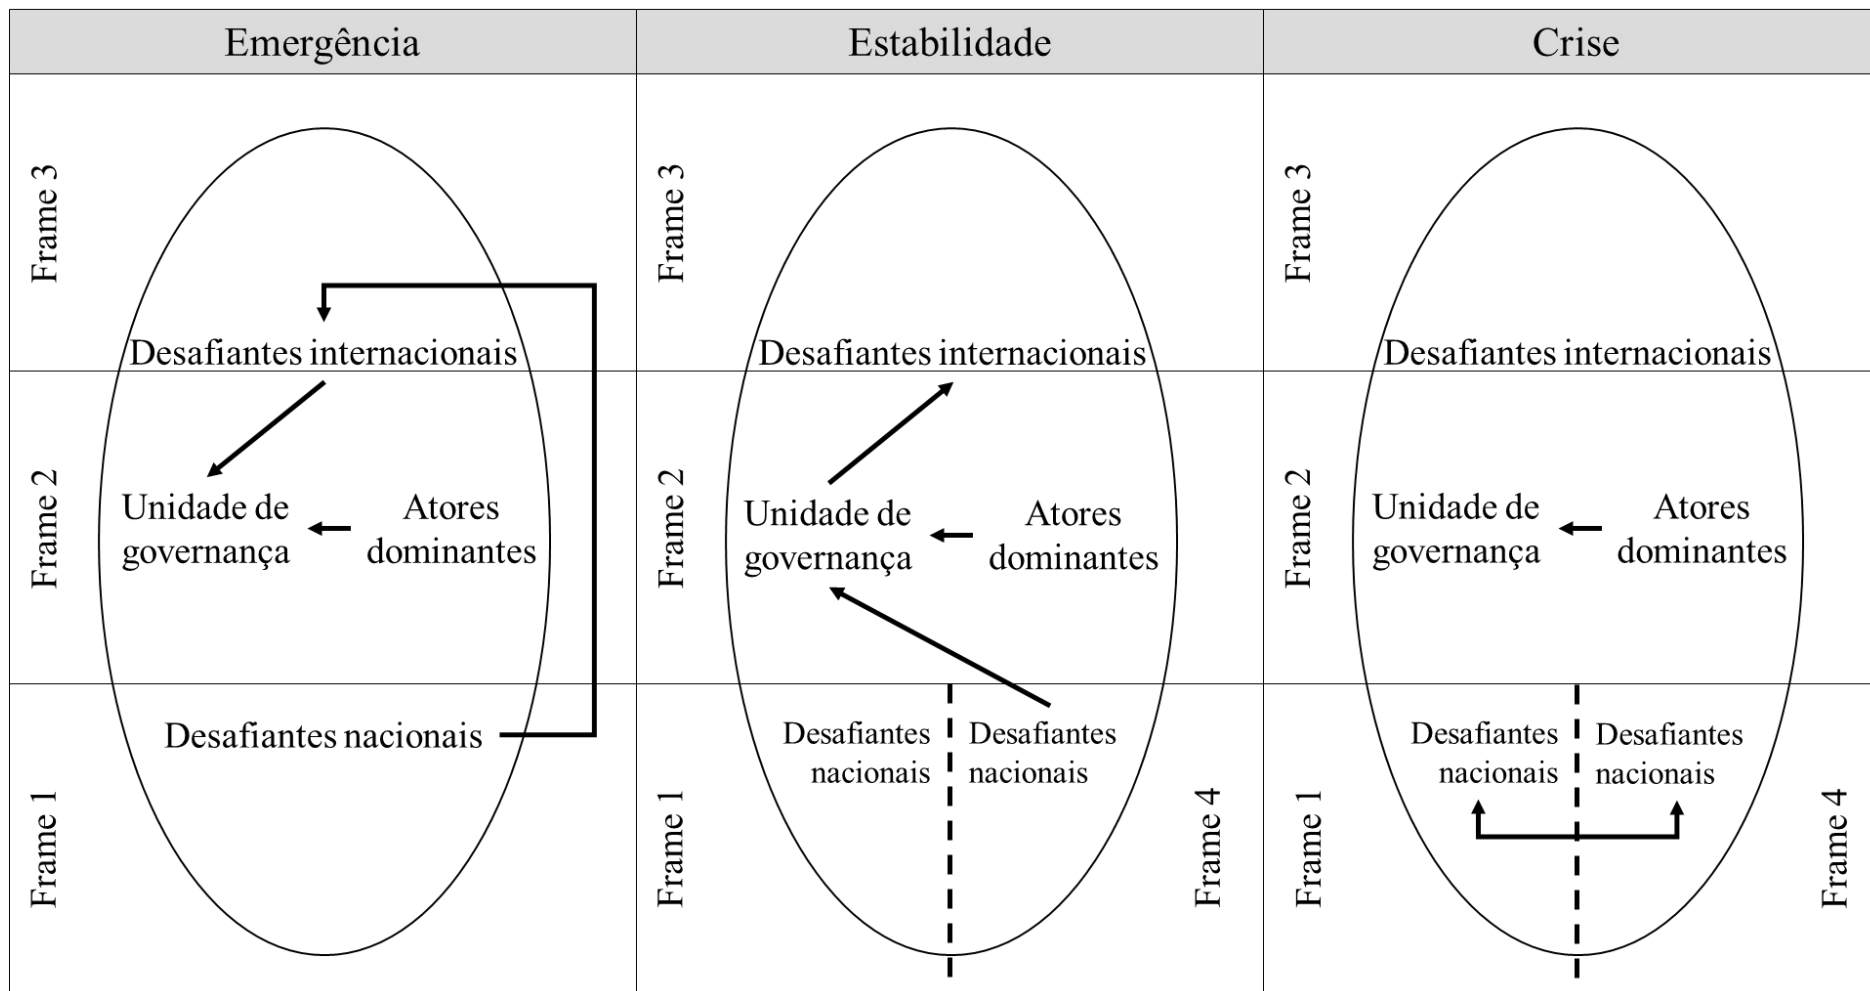 Emergência
Estabilidade
Crise
Frame 3
Desafiantes internacionais
Frame 2
Unidade de
governança
Atores
dominantes
Frame 1
Desafiantes nacionais
Frame 3
Desafiantes internacionais
Frame 2
Unidade de
governança
Atores
dominantes
Frame 1
Desafiantes
nacionais
Desafiantes
nacionais
Frame 4
Frame 3
Desafiantes internacionais
Frame 2
Unidade de
governança
Atores
dominantes
Frame 1
Desafiantes
nacionais
Desafiantes
nacionais
Frame 4